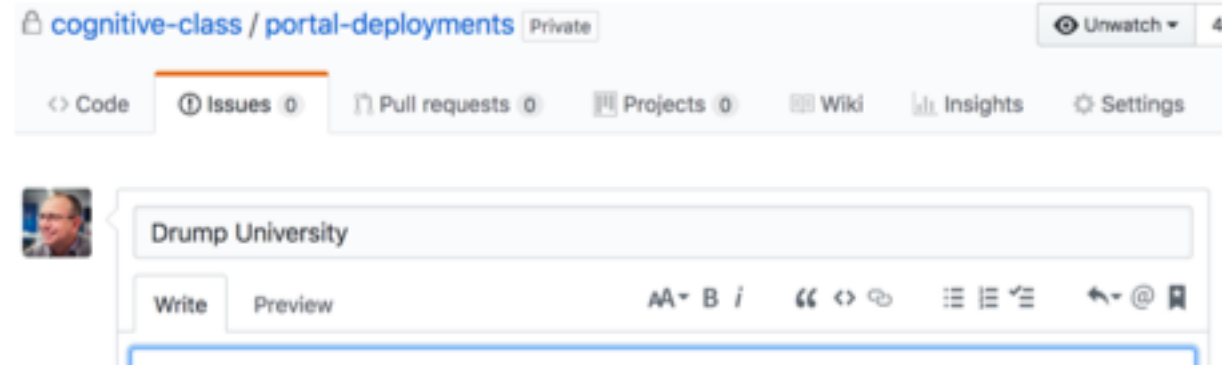 cognitive-class / portal-deployments Private Unwatch 4
<> Code Issues 0 Pull requests 0 Projects 0 Wiki Insights Settings
Drump University
Write Preview AA B i “ <> @